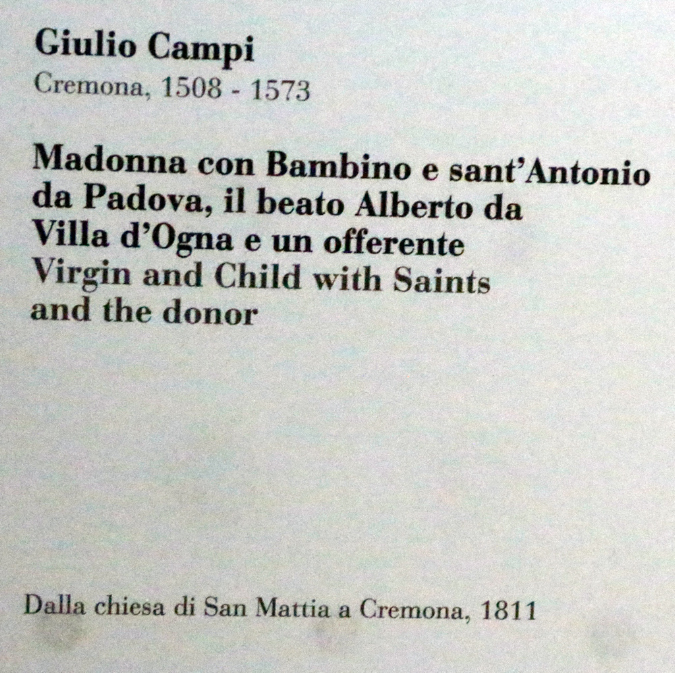 Giulio Campi
Cremona, 1508 - 1573
Madonna con Bambino e sant'Antonio
da Padova, il beato Alberto da
Villa d'Ogna e un offerente
Virgin and Child with Saints
and the donor
Dalla chiesa di San Mattia a Cremona, 1811